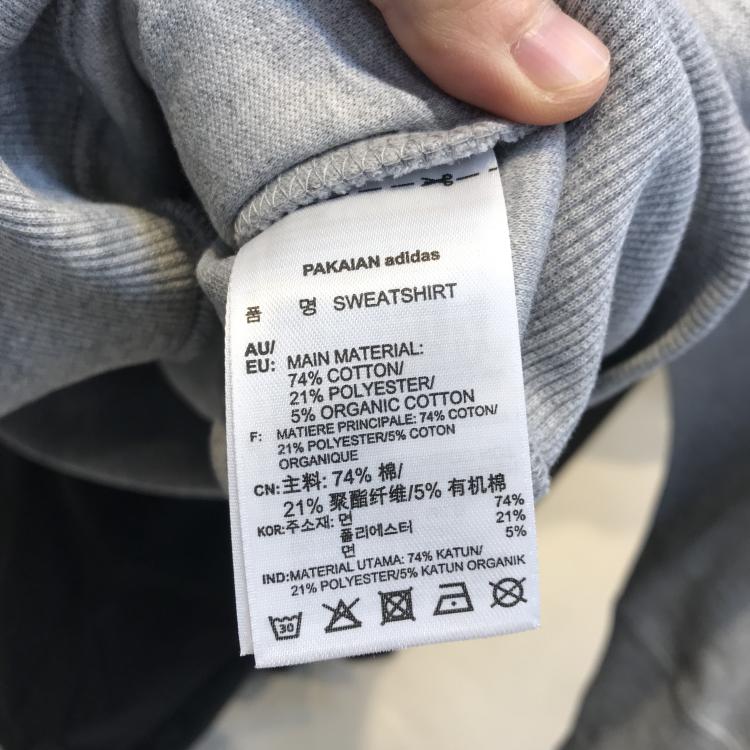 PAKAIAN adidas
폼 명 SWEATSHIRT
AU/
EU: MAIN MATERIAL:
74% COTTON/
21% POLYESTER/
5% ORGANIC COTTON
F: MATIERE PRINCIPALE: 74% COTON/
21% POLYESTER/5% COTON
ORGANIQUE
CN:主料: 74% 棉/
21% 聚酯纤维/5% 有机棉
KOR:주소재: 면 74%
폴리에스터 21%
면 5%
IND:MATERIAL UTAMA: 74% KATUN/
21% POLYESTER/5% KATUN ORGANIK
30